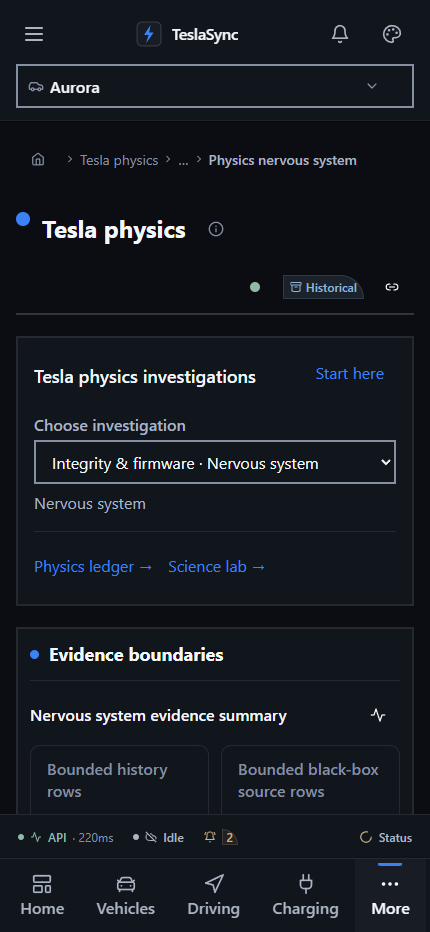 TeslaSync
Aurora
Tesla physics
...
Physics nervous system
Tesla physics
Historical
Tesla physics investigations
Start here
Choose investigation
Integrity & firmware · Nervous system
Nervous system
Physics ledger →
Science lab →
Evidence boundaries
Nervous system evidence summary
Bounded history
rows
Bounded black-box
source rows
API · 220ms
Idle
2
Status
Home
Vehicles
Driving
Charging
More